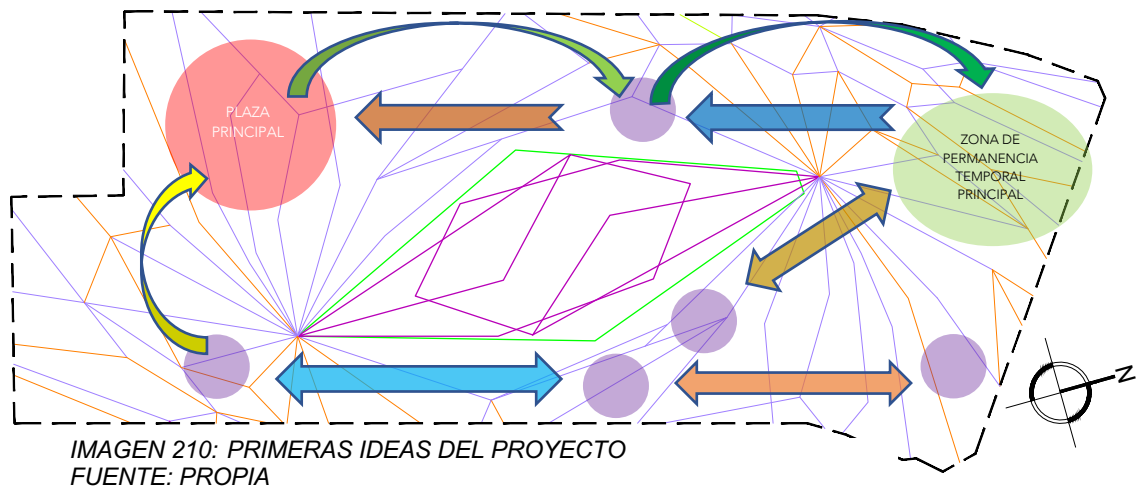 PLAZA
PRINCIPAL
ZONA DE
PERMANENCIA
TEMPORAL
PRINCIPAL
N
IMAGEN 210: PRIMERAS IDEAS DEL PROYECTO
FUENTE: PROPIA